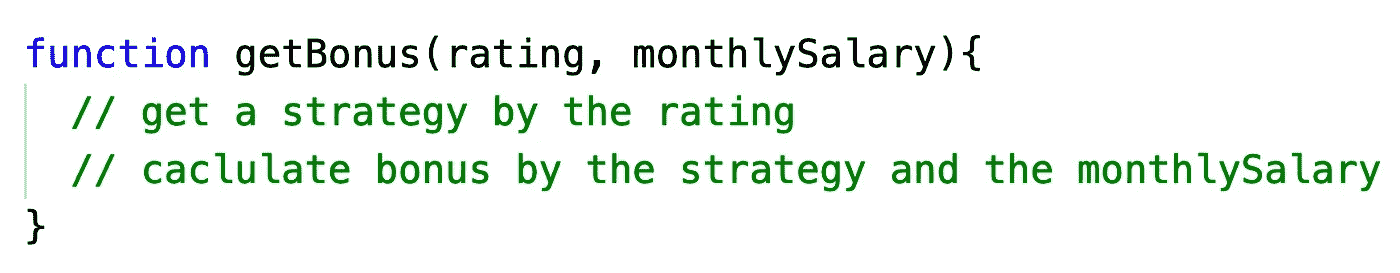 function getBonus(rating, monthlySalary){
  // get a strategy by the rating
  // caclulate bonus by the strategy and the monthlySalary
}